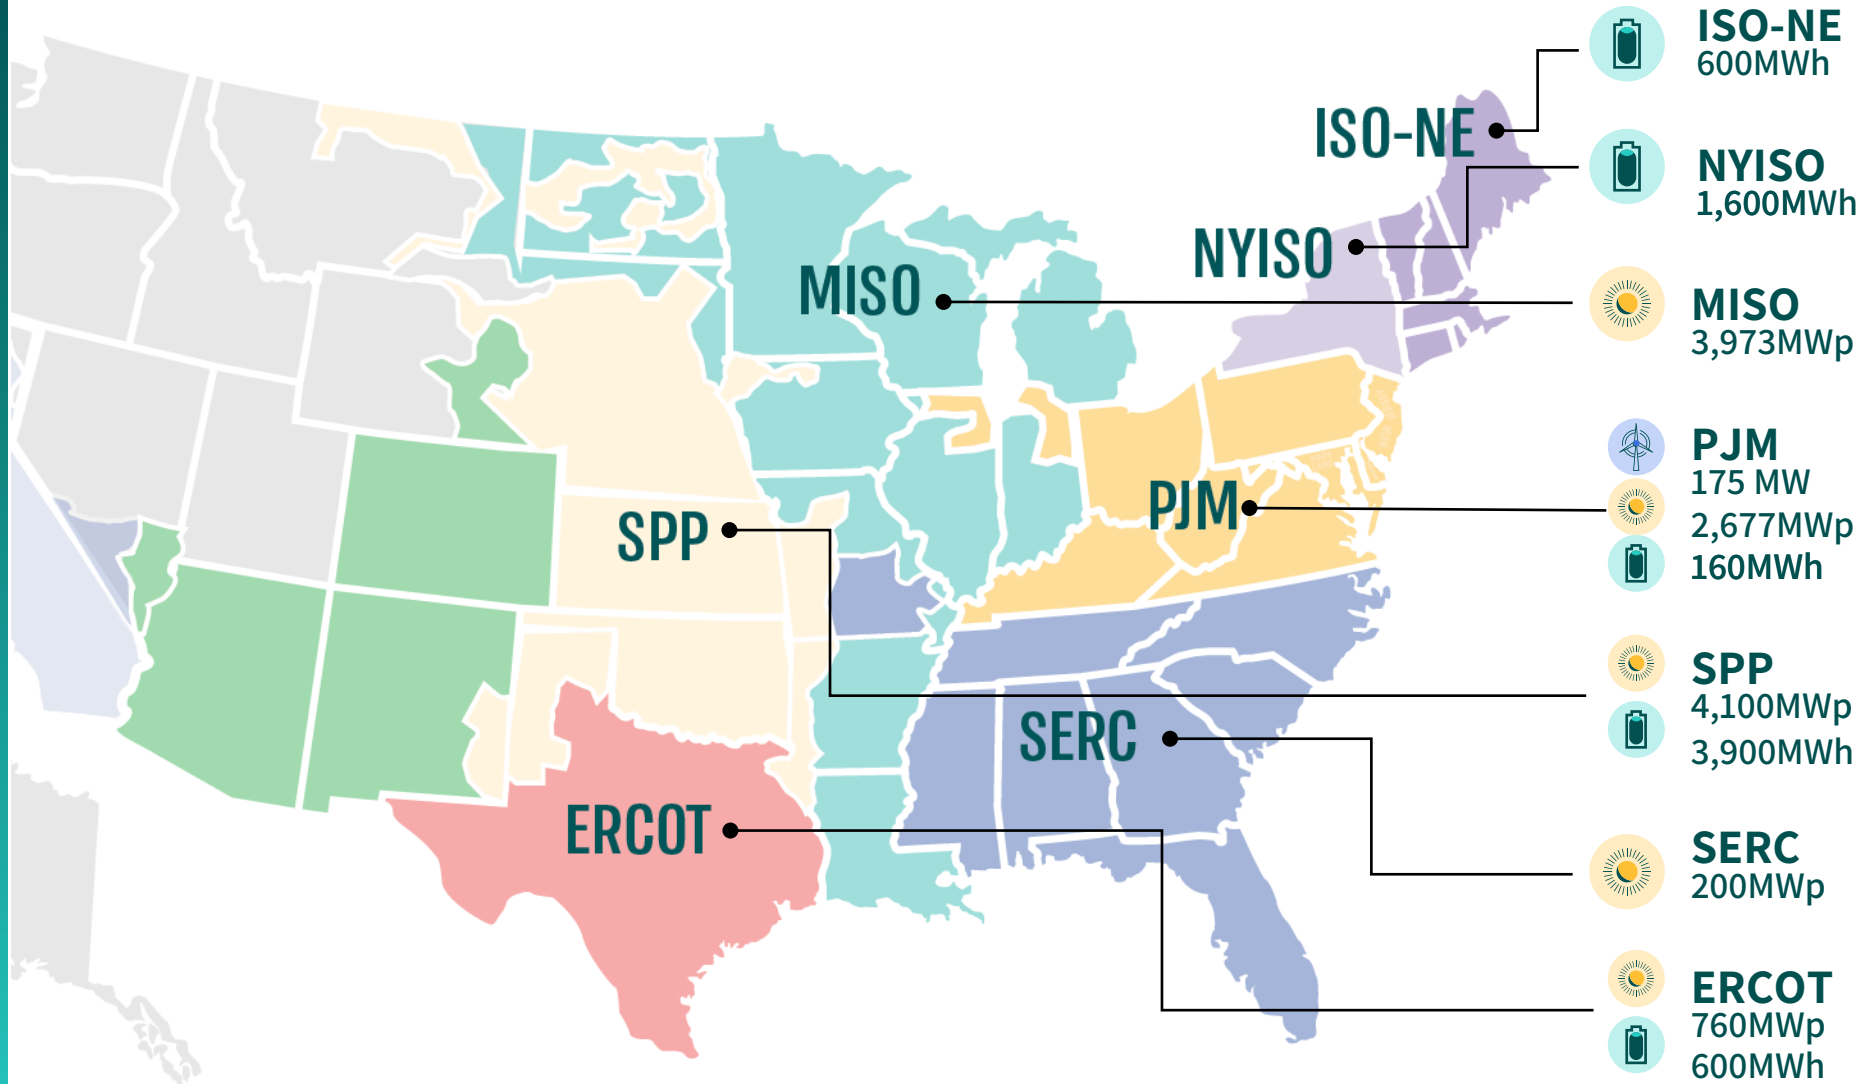 ISO-NE
600MWh
NYISO
1,600MWh
MISO
3,973MWp
PJM
175 MW
2,677MWp
160MWh
SPP
4,100MWp
3,900MWh
SERC
200MWp
ERCOT
760MWp
600MWh
ISO-NE
NYISO
MISO
PJM
SPP
SERC
ERCOT